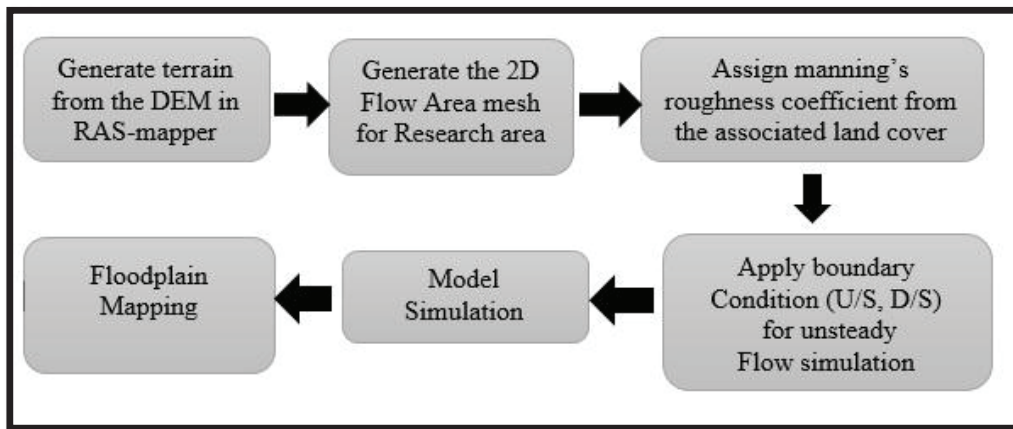 Generate terrain
from the DEM in
RAS-mapper
Generate the 2D
Flow Area mesh
for Research area
Assign manning's
roughness coefficient from
the associated land cover
Apply boundary
Condition (U/S, D/S)
for unsteady
Flow simulation
Model
Simulation
Floodplain
Mapping